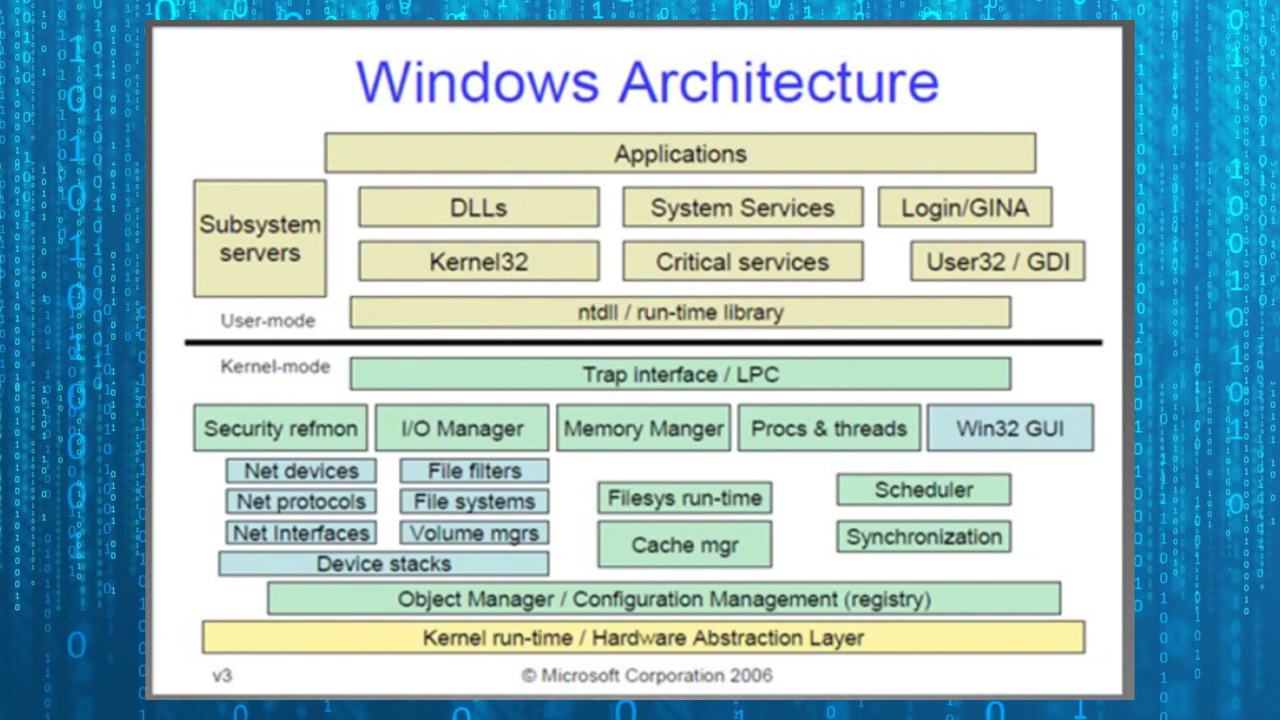 Windows Architecture
Applications
Subsystem
servers
DLLs
System Services
Login/GINA
Kernel32
Critical services
User32 / GDI
ntdll / run-time library
User-mode
Kernel-mode
Trap interface / LPC
Security refmon
I/O Manager
Memory Manger
Procs & threads
Win32 GUI
Net devices
File filters
Net protocols
File systems
Net Interfaces
Volume mgrs
Device stacks
Filesys run-time
Cache mgr
Scheduler
Synchronization
Object Manager / Configuration Management (registry)
Kernel run-time / Hardware Abstraction Layer
v3
© Microsoft Corporation 2006